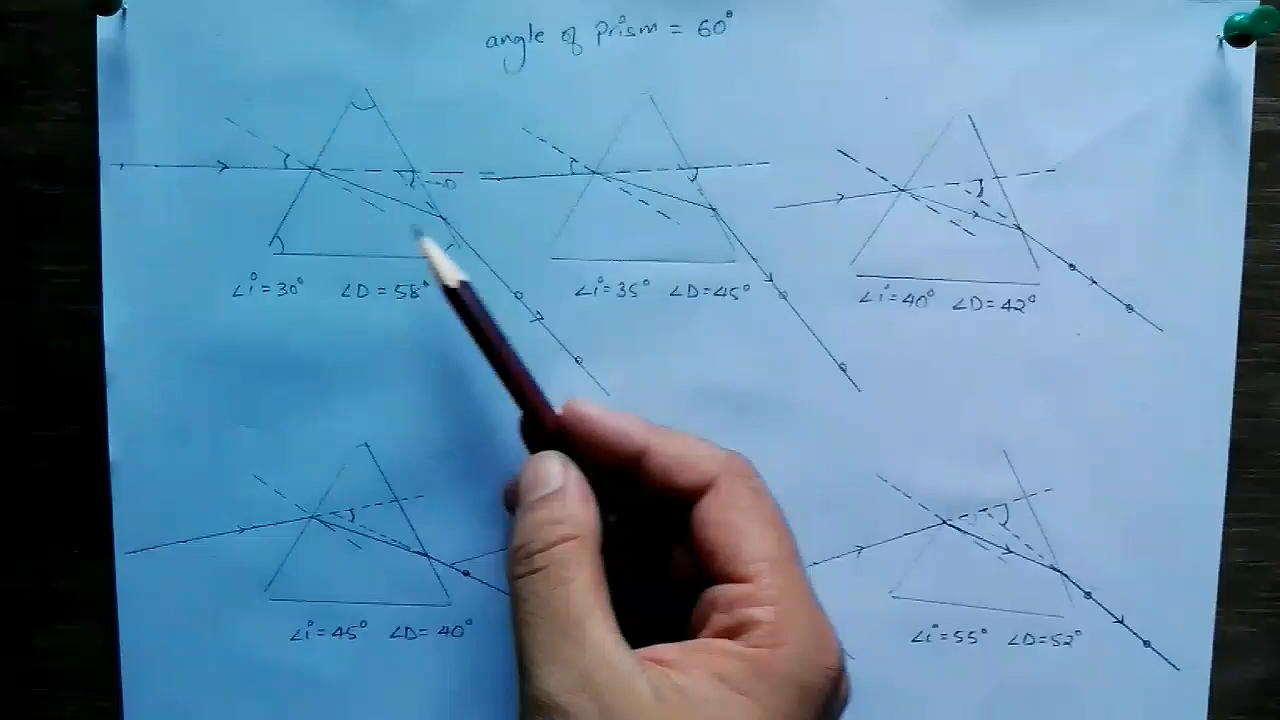 angle of Prism = 60°
∠i = 30° ∠D = 58°
∠i = 35° ∠D = 45°
∠i = 40° ∠D = 42°
∠i = 45° ∠D = 40°
∠i = 55° ∠D = 52°